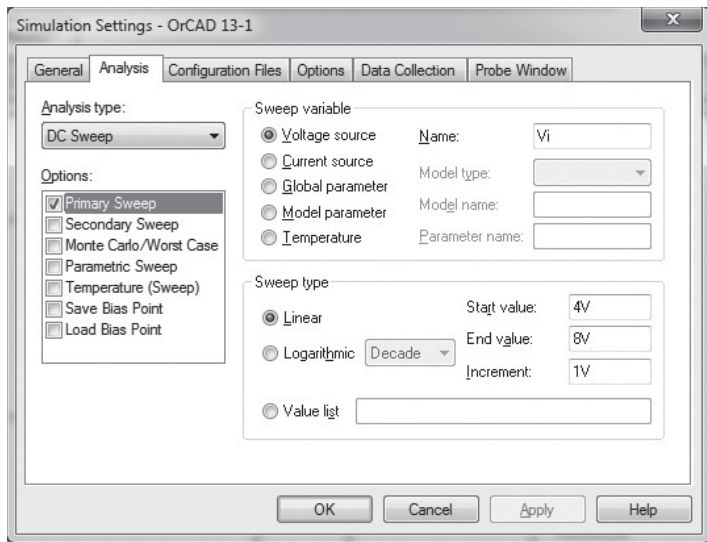 Simulation Settings - OrCAD 13-1
General Analysis Configuration Files Options Data Collection Probe Window
Analysis type:
DC Sweep
Options:
Primary Sweep
Secondary Sweep
Monte Carlo/Worst Case
Parametric Sweep
Temperature (Sweep)
Save Bias Point
Load Bias Point
Sweep variable
Voltage source
Current source
Global parameter
Model parameter
Temperature
Name: Vi
Model type:
Model name:
Parameter name:
Sweep type
Linear
Logarithmic Decade
Value list
Start value: 4V
End value: 8V
Increment: 1V
OK Cancel Apply Help